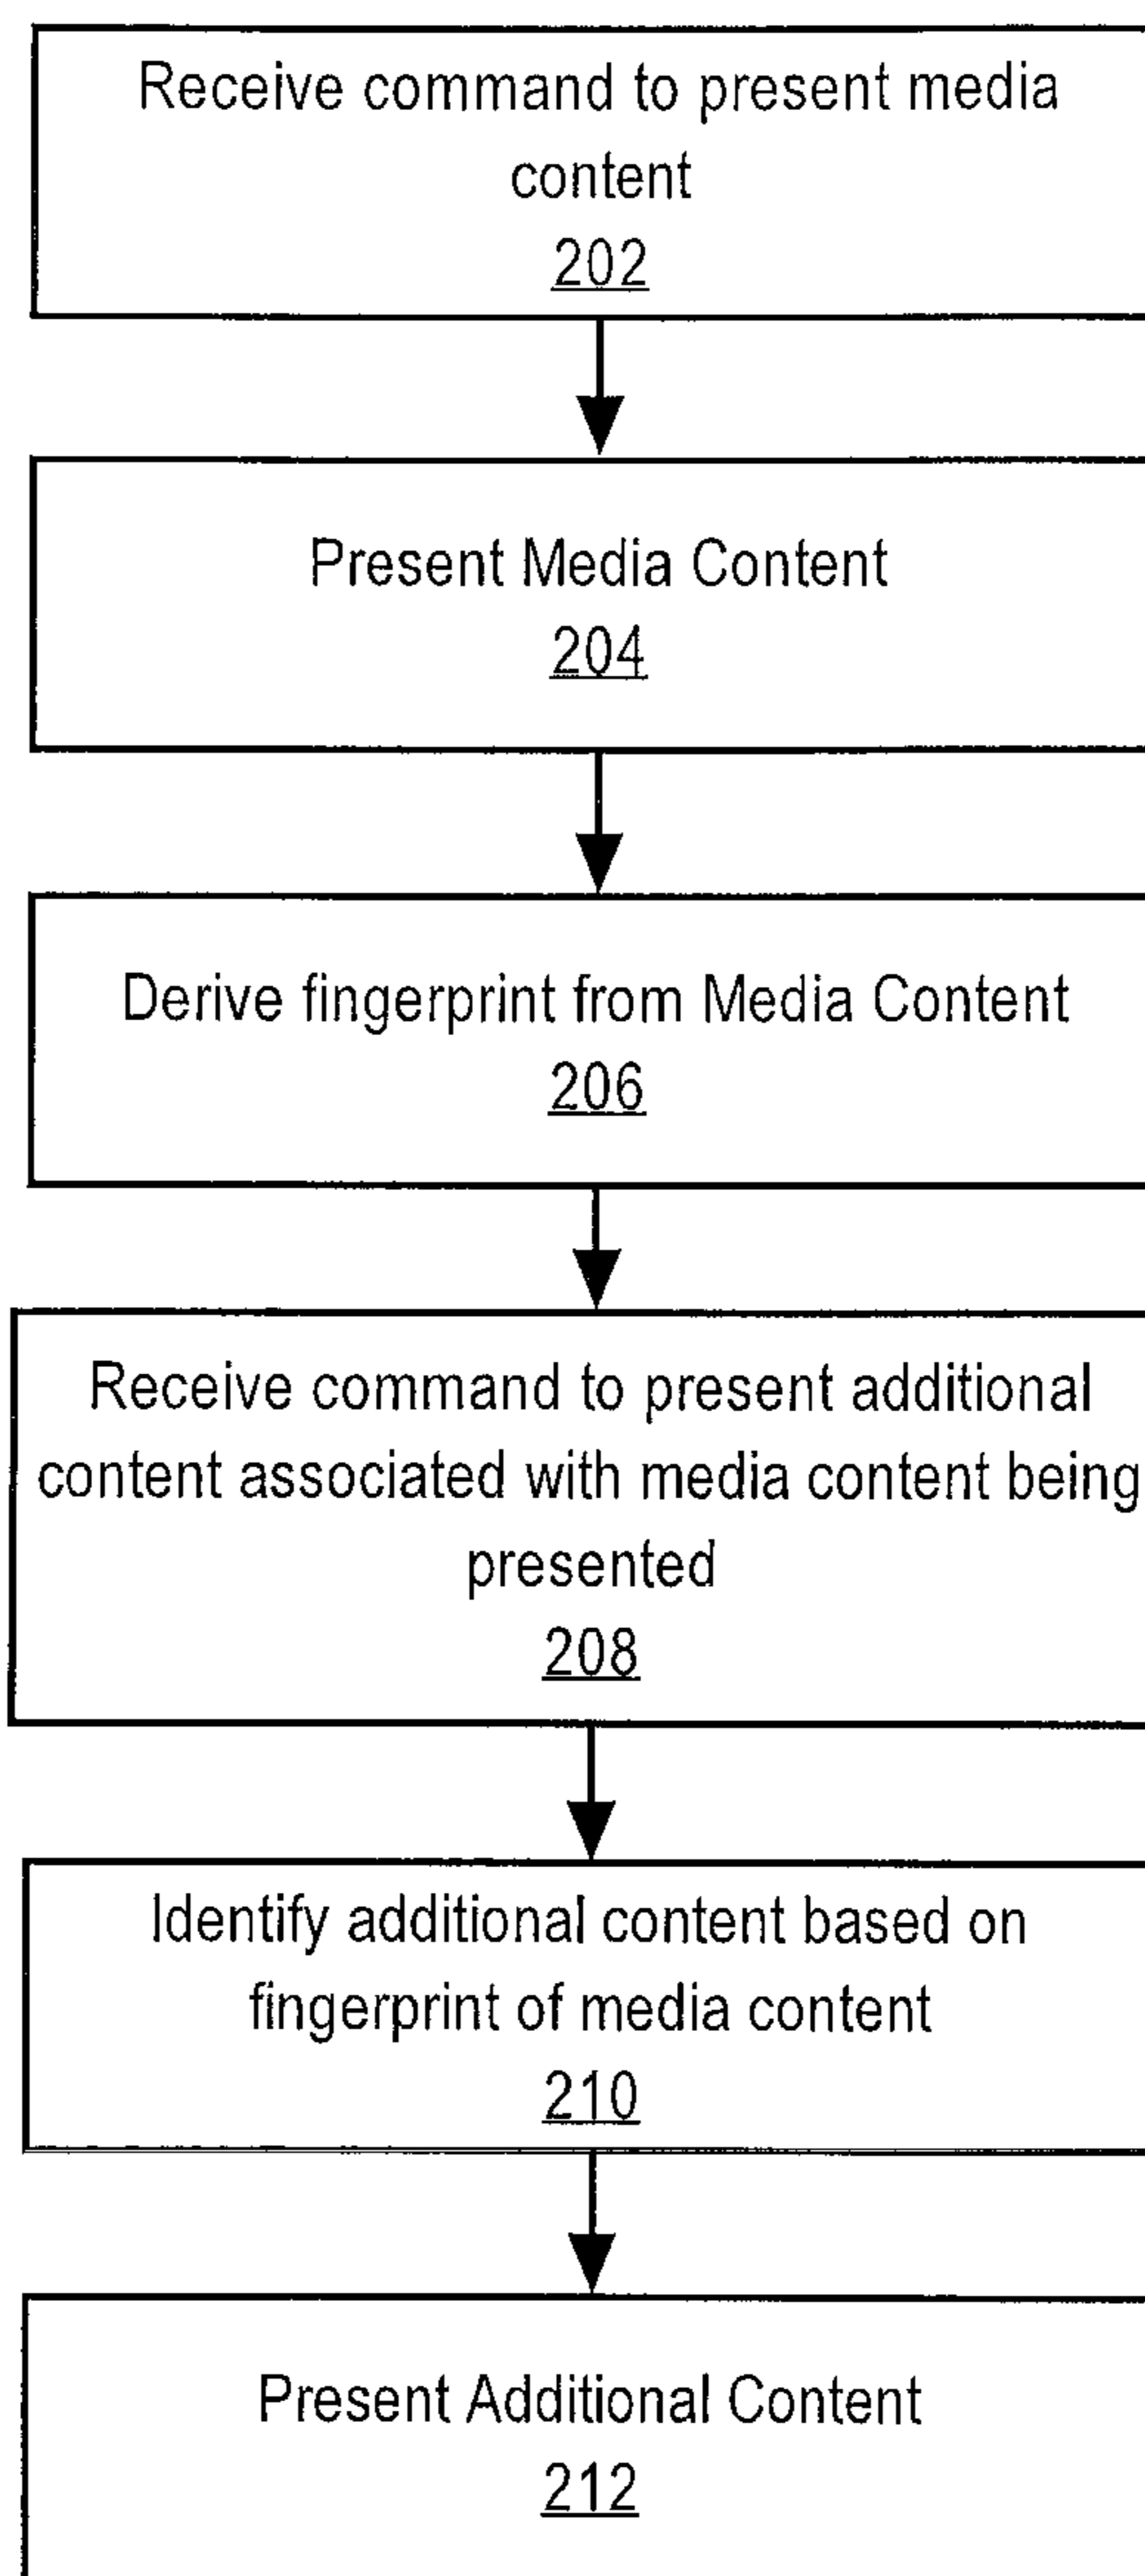 Receive command to present media
content
202
Present Media Content
204
Derive fingerprint from Media Content
206
Receive command to present additional
content associated with media content being
presented
208
Identify additional content based on
fingerprint of media content
210
Present Additional Content
212